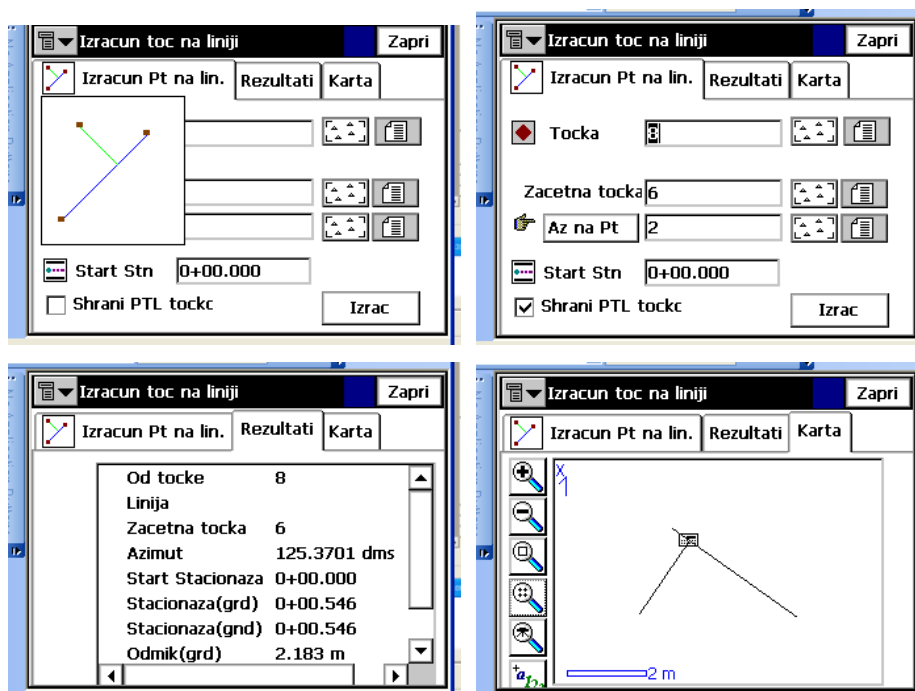 Izracun toc na liniji Zapri
Izracun Pt na lin. Rezultati Karta
Start Stn 0+00.000
Shrani PTL tockc
Izrac
Izracun toc na liniji Zapri
Izracun Pt na lin. Rezultati Karta
Tocka 8
Zacetna tocka 6
Az na Pt 2
Start Stn 0+00.000
Shrani PTL tockc
Izrac
Izracun toc na liniji Zapri
Izracun Pt na lin. Rezultati Karta
Od tocke 8
Linija
Zacetna tocka 6
Azimut 125.3701 dms
Start Stacionaza 0+00.000
Stacionaza(grd) 0+00.546
Stacionaza(gnd) 0+00.546
Odmik(grd) 2.183 m
Izracun toc na liniji Zapri
Izracun Pt na lin. Rezultati Karta
X
2 m